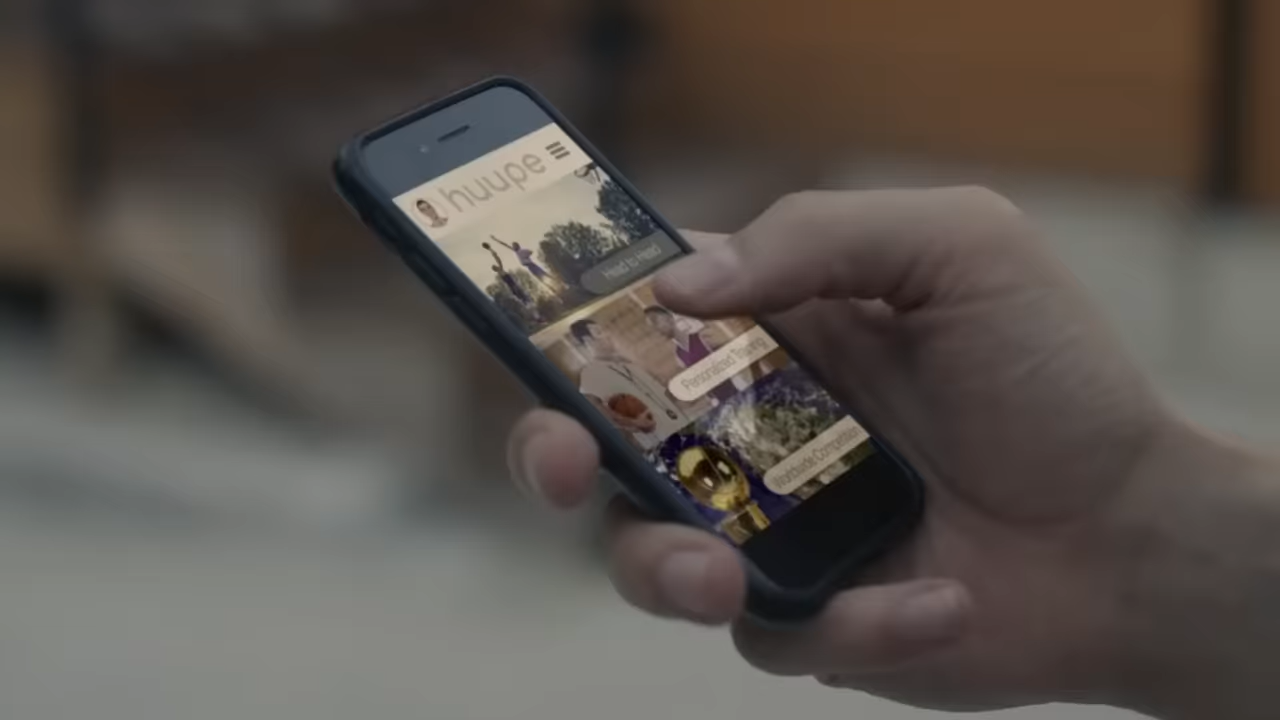 huupe
Head to Head
Personalized Training
Worldwide Competition